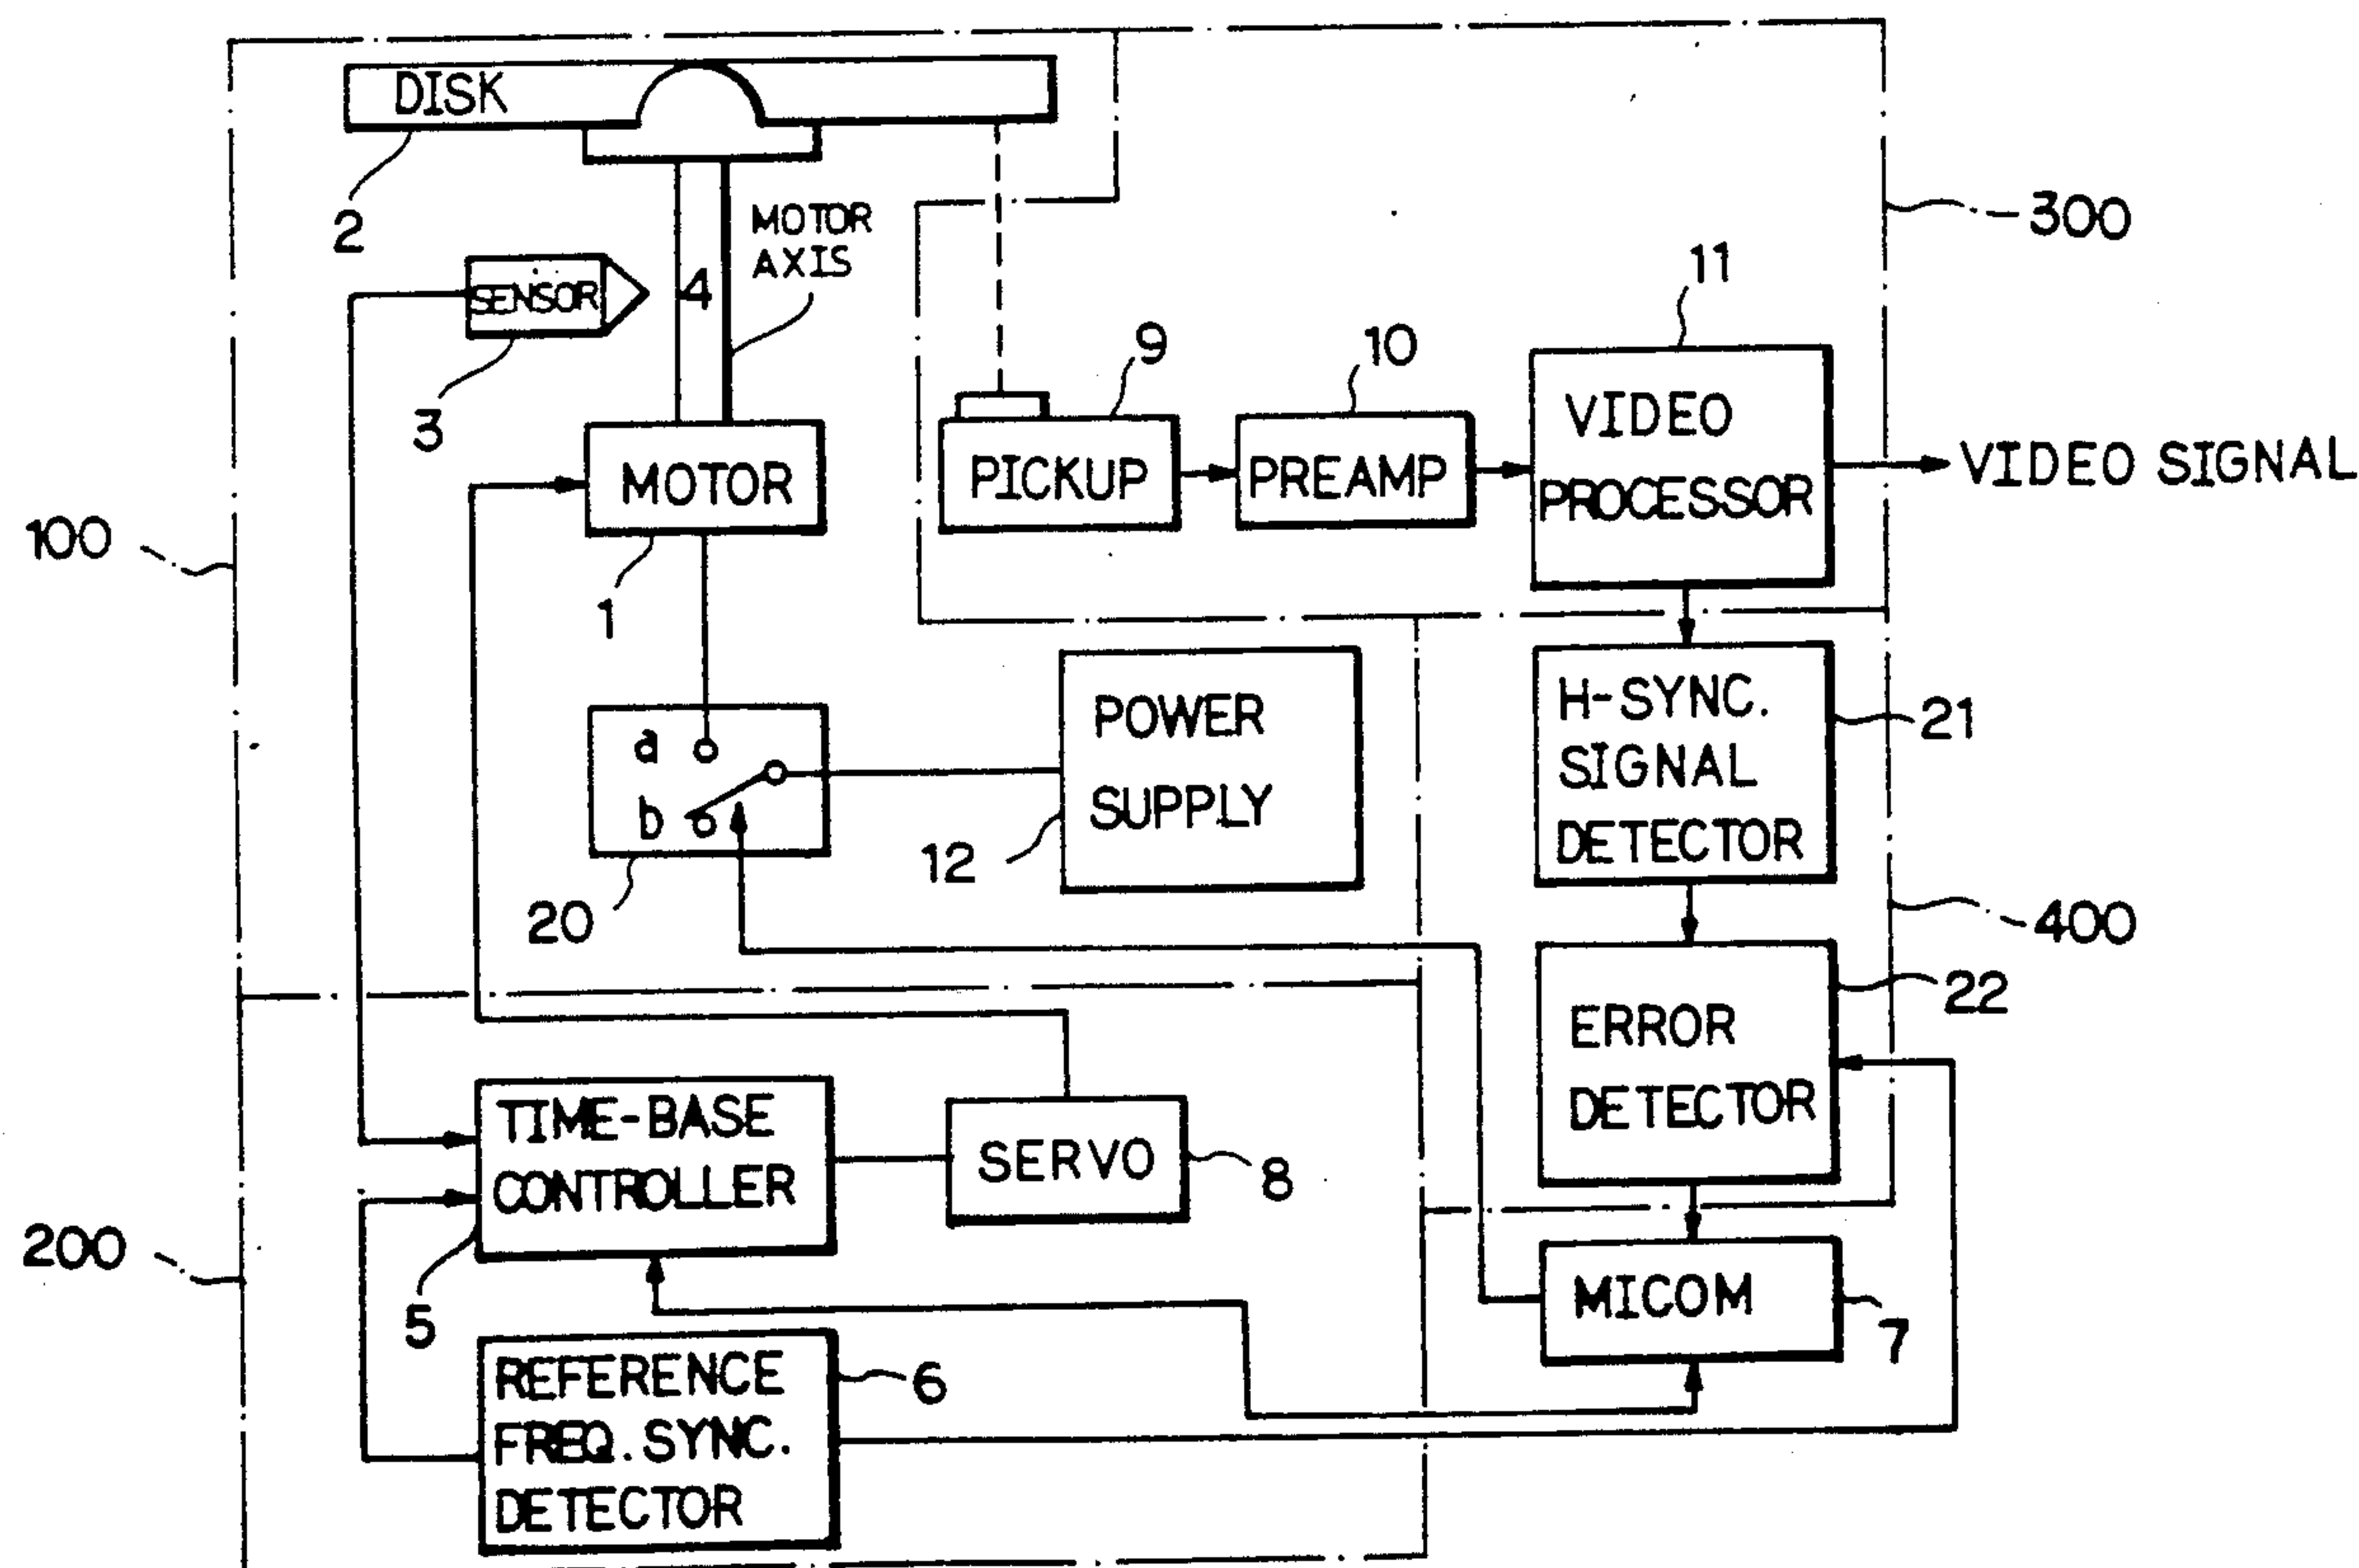 DISK
2
MOTOR
AXIS
300
SENSOR
4
3
11
9
10
VIDEO
PROCESSOR
PICKUP
PREAMP
VIDEO SIGNAL
MOTOR
100
1
POWER
SUPPLY
12
a
b
20
H-SYNC.
SIGNAL
DETECTOR
21
400
22
ERROR
DETECTOR
TIME-BASE
CONTROLLER
SERVO
8
200
5
MICOM
7
REFERENCE
FREQ. SYNC.
DETECTOR
6